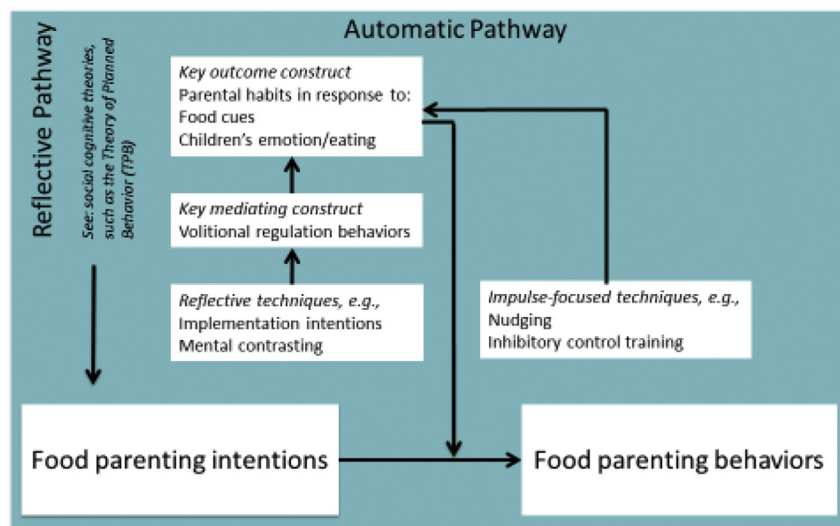 Automatic Pathway
Reflective Pathway
See: social cognitive theories,
such as the Theory of Planned
Behavior (TPB)
Key outcome construct
Parental habits in response to:
Food cues
Children's emotion/eating
Key mediating construct
Volitional regulation behaviors
Reflective techniques, e.g.,
Implementation intentions
Mental contrasting
Impulse-focused techniques, e.g.,
Nudging
Inhibitory control training
Food parenting intentions
Food parenting behaviors